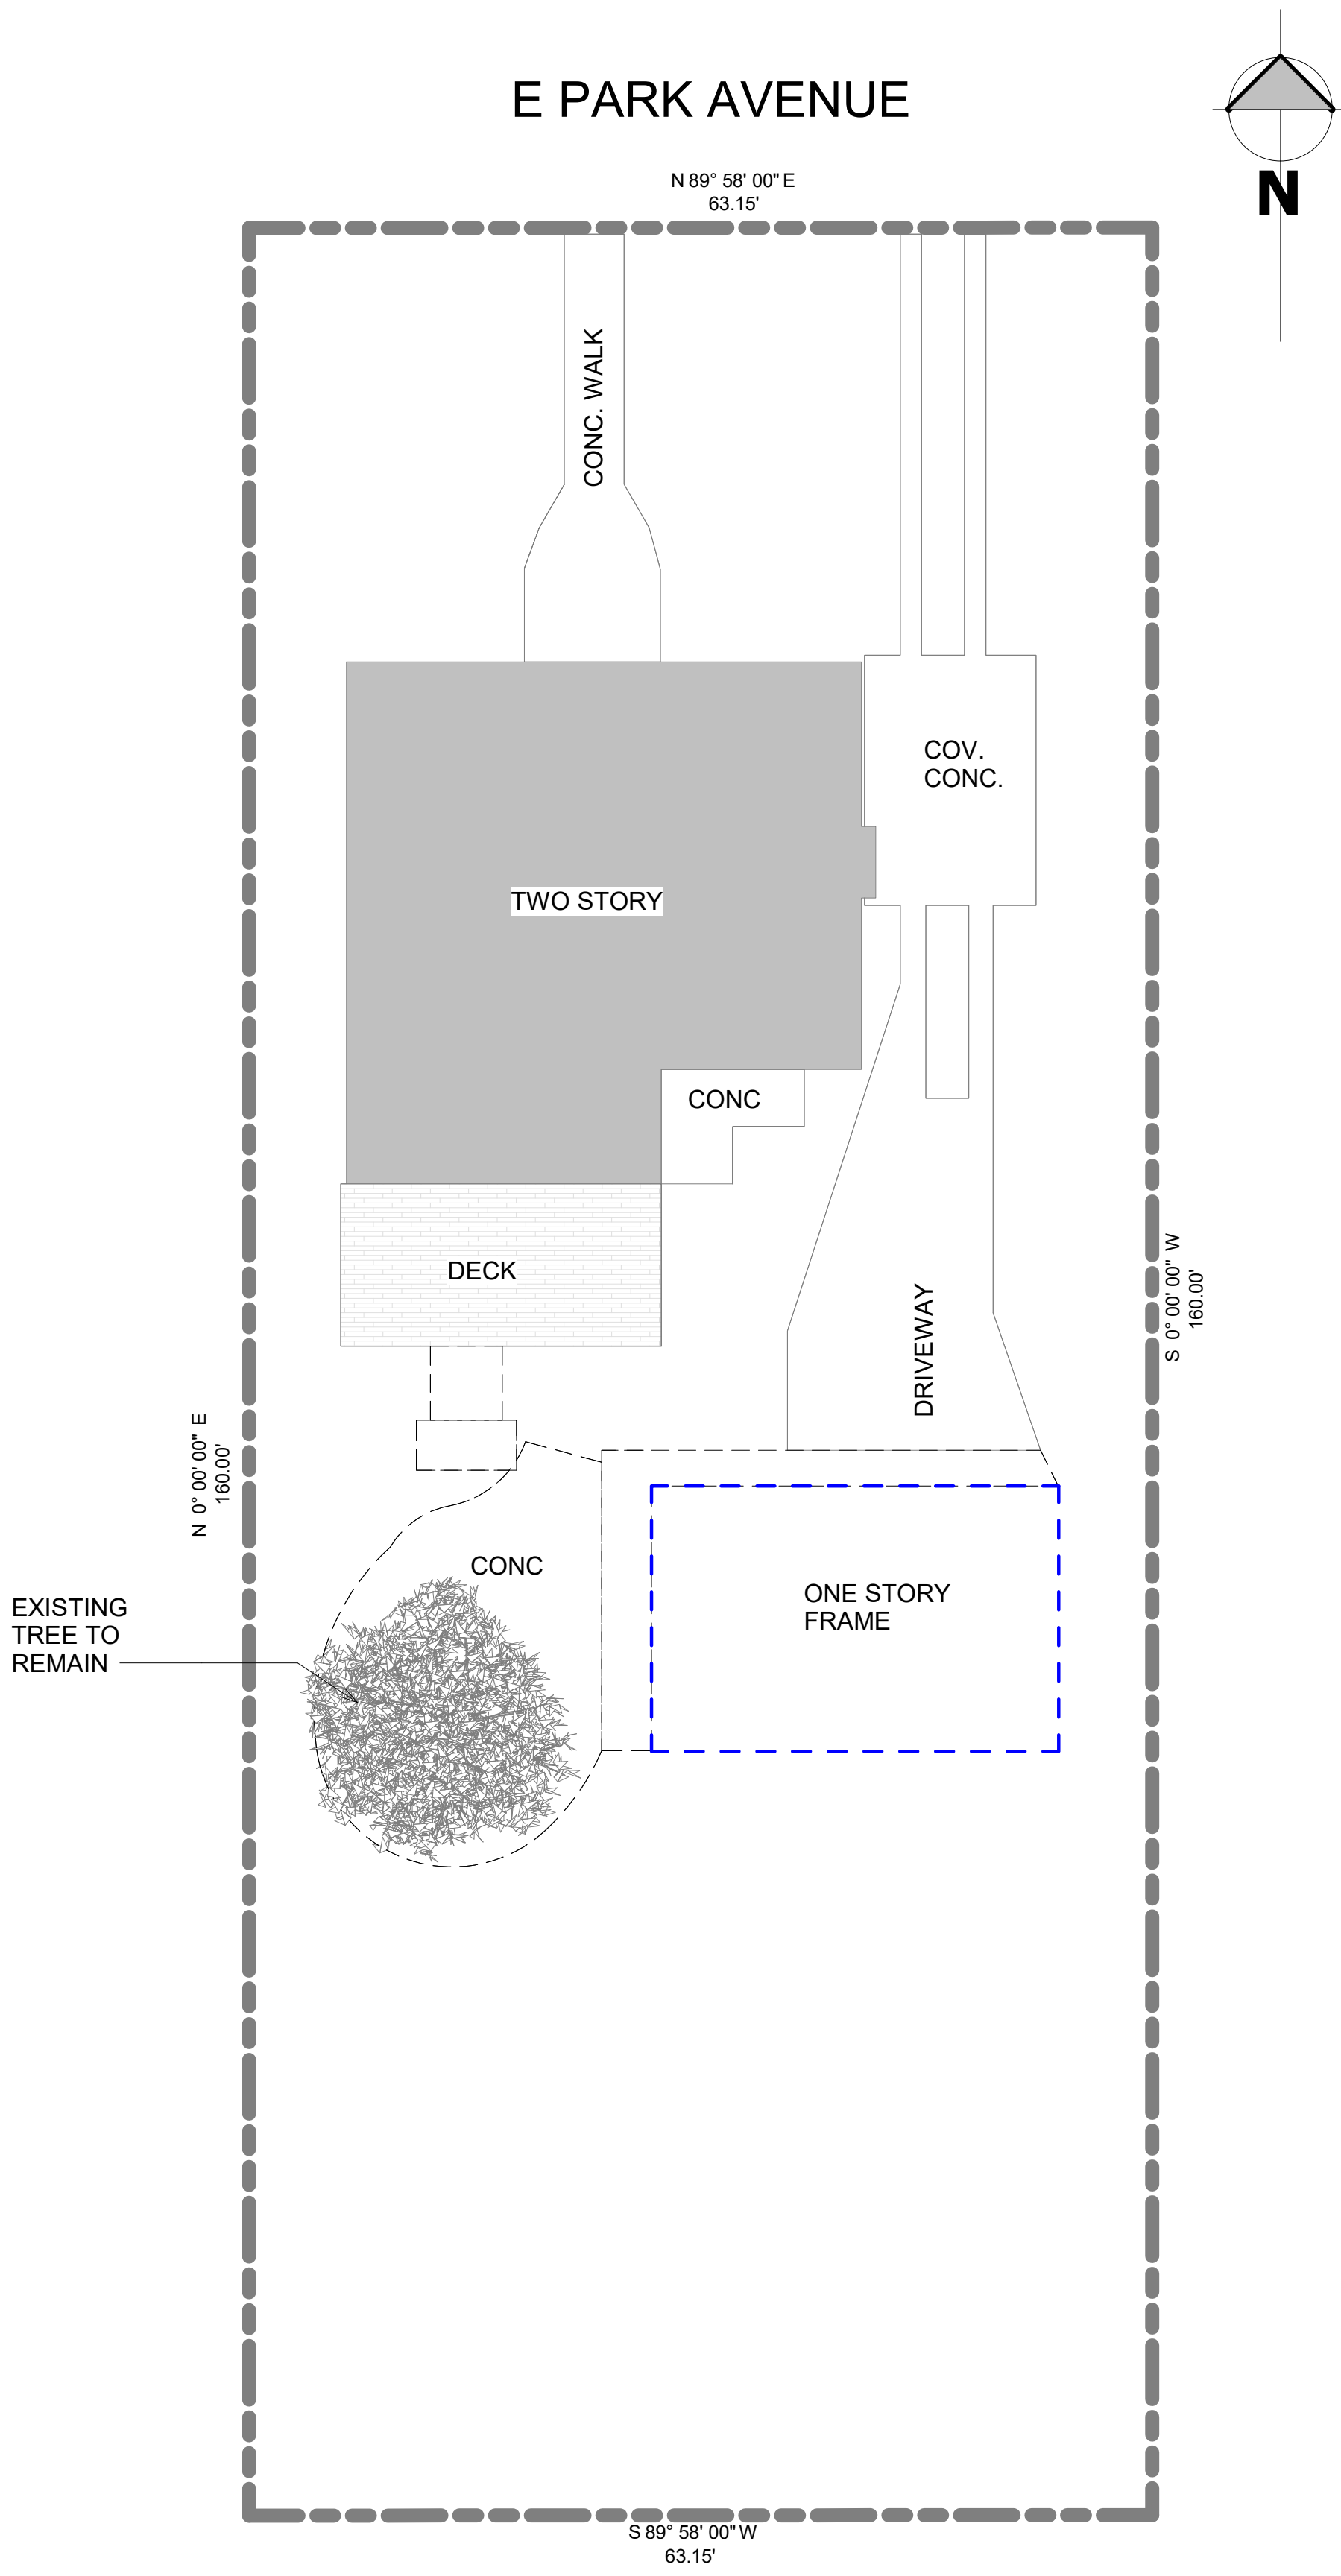 E PARK AVENUE
N
N 89° 58' 00" E
63.15'
CONC. WALK
COV.
CONC.
TWO STORY
CONC
DECK
DRIVEWAY
S 0° 00' 00" W
160.00'
N 0° 00' 00" E
160.00'
CONC
ONE STORY
FRAME
EXISTING
TREE TO
REMAIN
S 89° 58' 00" W
63.15'